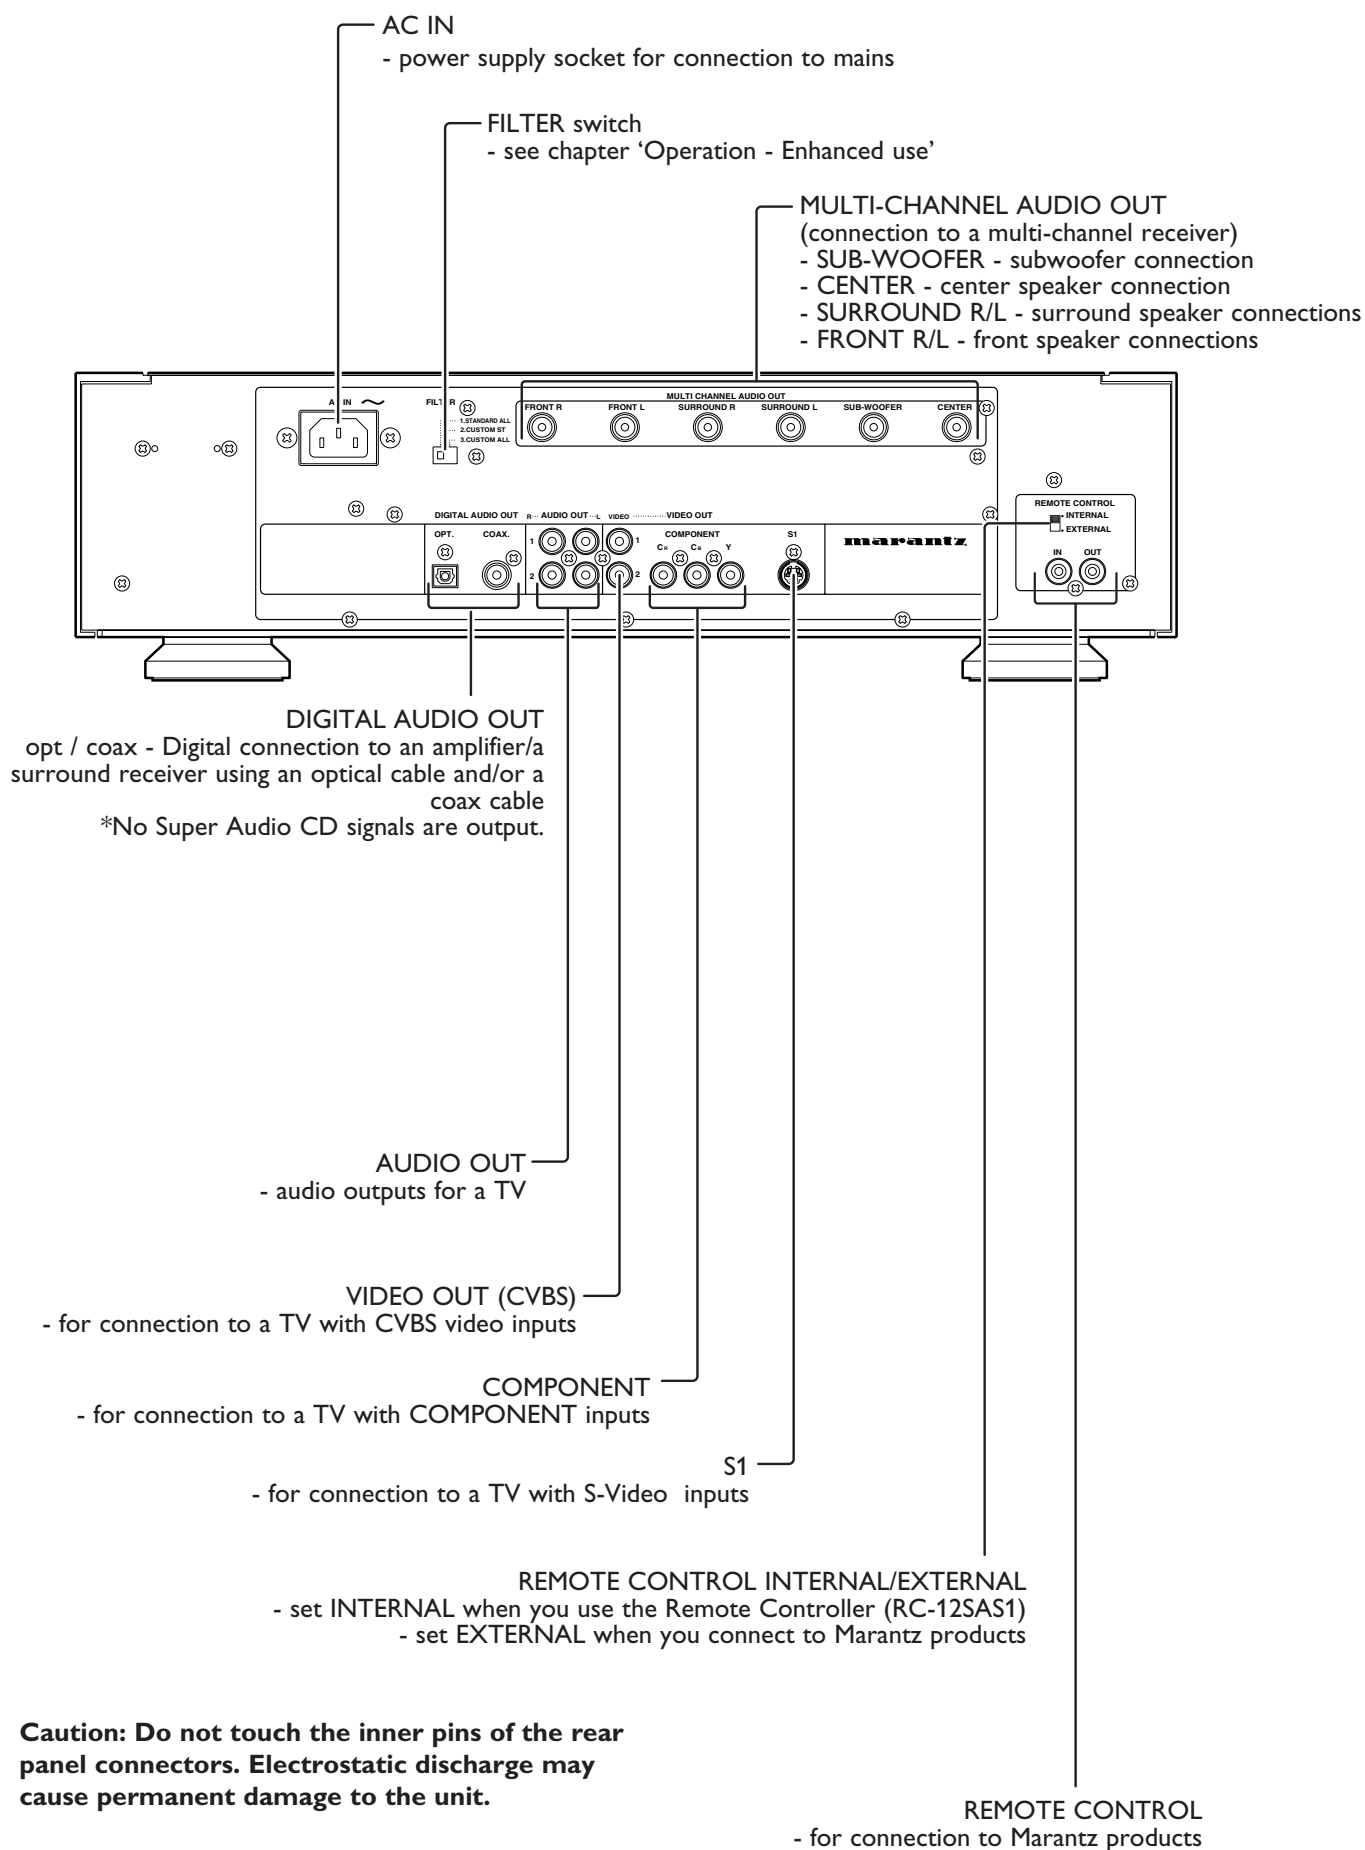 AC IN
- power supply socket for connection to mains
FILTER switch
- see chapter ‘Operation - Enhanced use’
MULTI-CHANNEL AUDIO OUT
(connection to a multi-channel receiver)
- SUB-WOOFER - subwoofer connection
- CENTER - center speaker connection
- SURROUND R/L - surround speaker connections
- FRONT R/L - front speaker connections
AC IN
FILTER
1.STANDARD ALL
2.CUSTOM ST
3.CUSTOM ALL
MULTI CHANNEL AUDIO OUT
FRONT R FRONT L SURROUND R SURROUND L SUB-WOOFER CENTER
REMOTE CONTROL
INTERNAL
EXTERNAL
IN OUT
DIGITAL AUDIO OUT R AUDIO OUT L VIDEO VIDEO OUT
OPT. COAX. COMPONENT S1
CR CB Y
1 1
2 2
marantz
DIGITAL AUDIO OUT
opt / coax - Digital connection to an amplifier/a
surround receiver using an optical cable and/or a
coax cable
*No Super Audio CD signals are output.
AUDIO OUT
- audio outputs for a TV
VIDEO OUT (CVBS)
- for connection to a TV with CVBS video inputs
COMPONENT
- for connection to a TV with COMPONENT inputs
S1
- for connection to a TV with S-Video inputs
REMOTE CONTROL INTERNAL/EXTERNAL
- set INTERNAL when you use the Remote Controller (RC-12SAS1)
- set EXTERNAL when you connect to Marantz products
Caution: Do not touch the inner pins of the rear
panel connectors. Electrostatic discharge may
cause permanent damage to the unit.
REMOTE CONTROL
- for connection to Marantz products